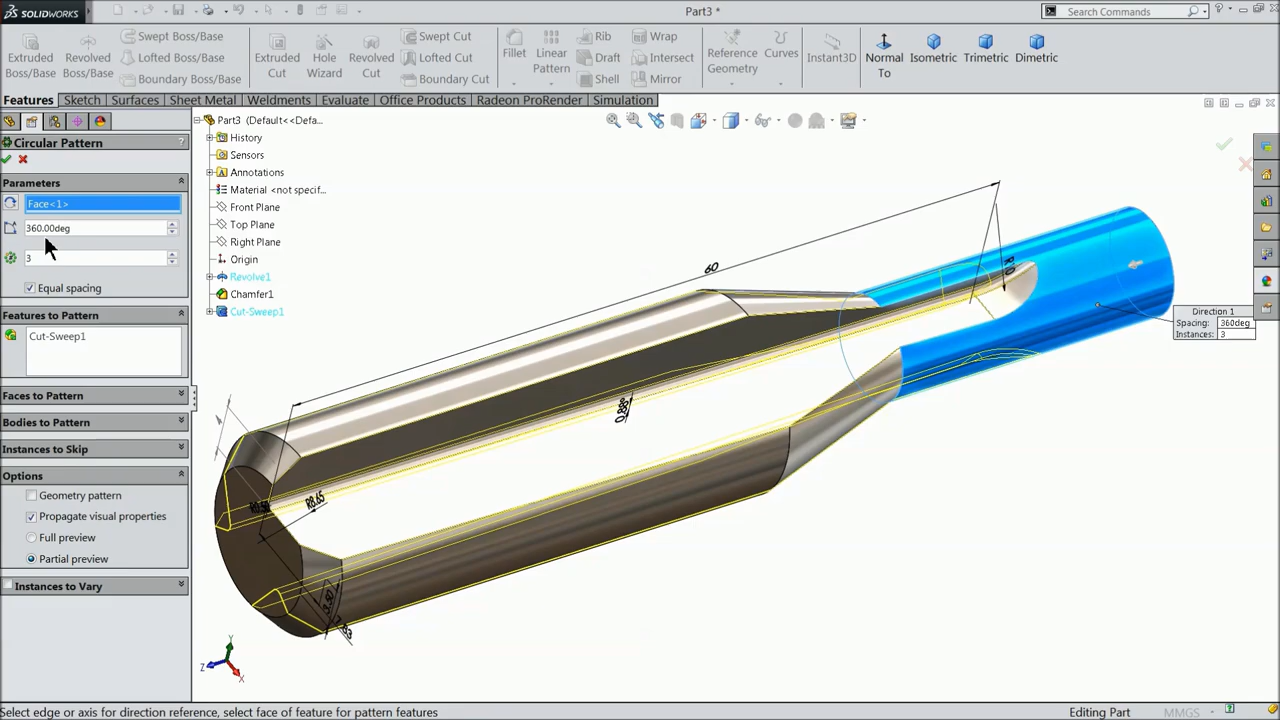 SOLIDWORKS
Part3 *
Search Commands
Extruded Boss/Base
Revolved Boss/Base
Swept Boss/Base
Lofted Boss/Base
Boundary Boss/Base
Extruded Cut
Hole Wizard
Revolved Cut
Swept Cut
Lofted Cut
Boundary Cut
Fillet
Linear Pattern
Rib
Draft
Shell
Wrap
Intersect
Mirror
Reference Geometry
Curves
Instant3D
Normal To
Isometric
Trimetric
Dimetric
Features
Sketch
Surfaces
Sheet Metal
Weldments
Evaluate
Office Products
Radeon ProRender
Simulation
Circular Pattern
?
Parameters
Face<1>
360.00deg
3
Equal spacing
Features to Pattern
Cut-Sweep1
Faces to Pattern
Bodies to Pattern
Instances to Skip
Options
Geometry pattern
Propagate visual properties
Full preview
Partial preview
Instances to Vary
Part3 (Default<<Defa...
History
Sensors
Annotations
Material <not specif...
Front Plane
Top Plane
Right Plane
Origin
Revolve1
Chamfer1
Cut-Sweep1
60
0.88°
R8.65
3.50
Direction 1
Spacing: 360deg
Instances: 3
Y
Z
X
Select edge or axis for direction reference, select face of feature for pattern features
Editing Part
MMGS